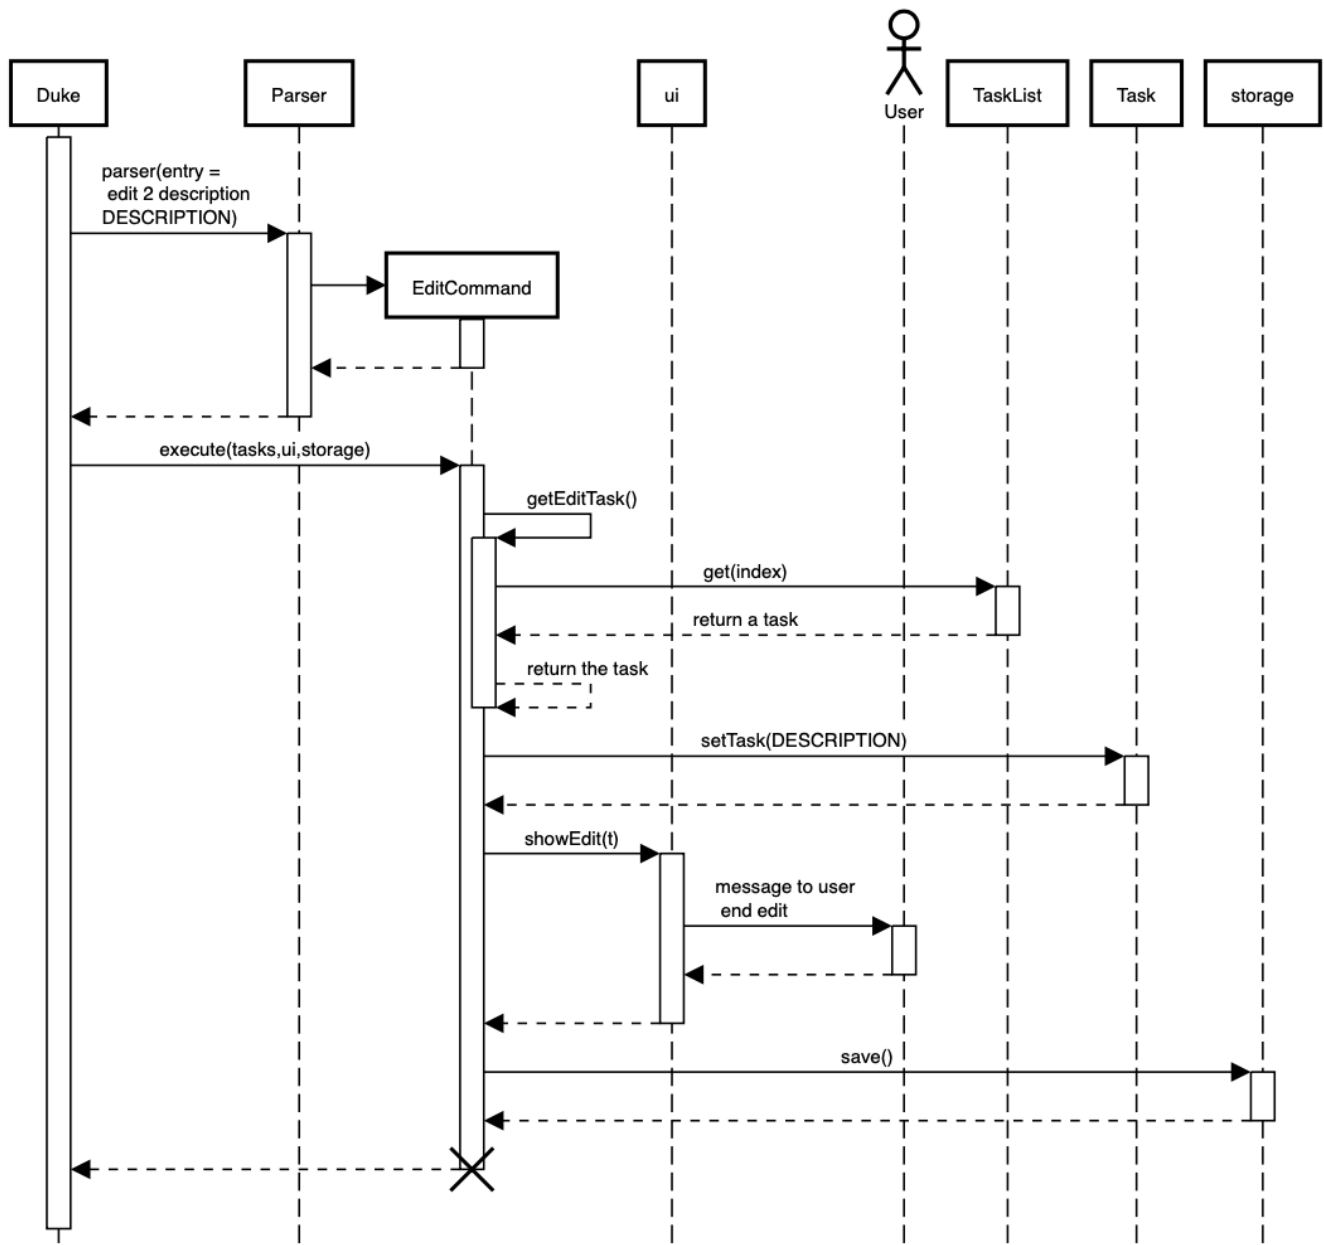 Duke
Parser
ui
User
TaskList
Task
storage
parser(entry =
edit 2 description
DESCRIPTION)
EditCommand
execute(tasks,ui,storage)
getEditTask()
get(index)
return a task
return the task
setTask(DESCRIPTION)
showEdit(t)
message to user
end edit
save()